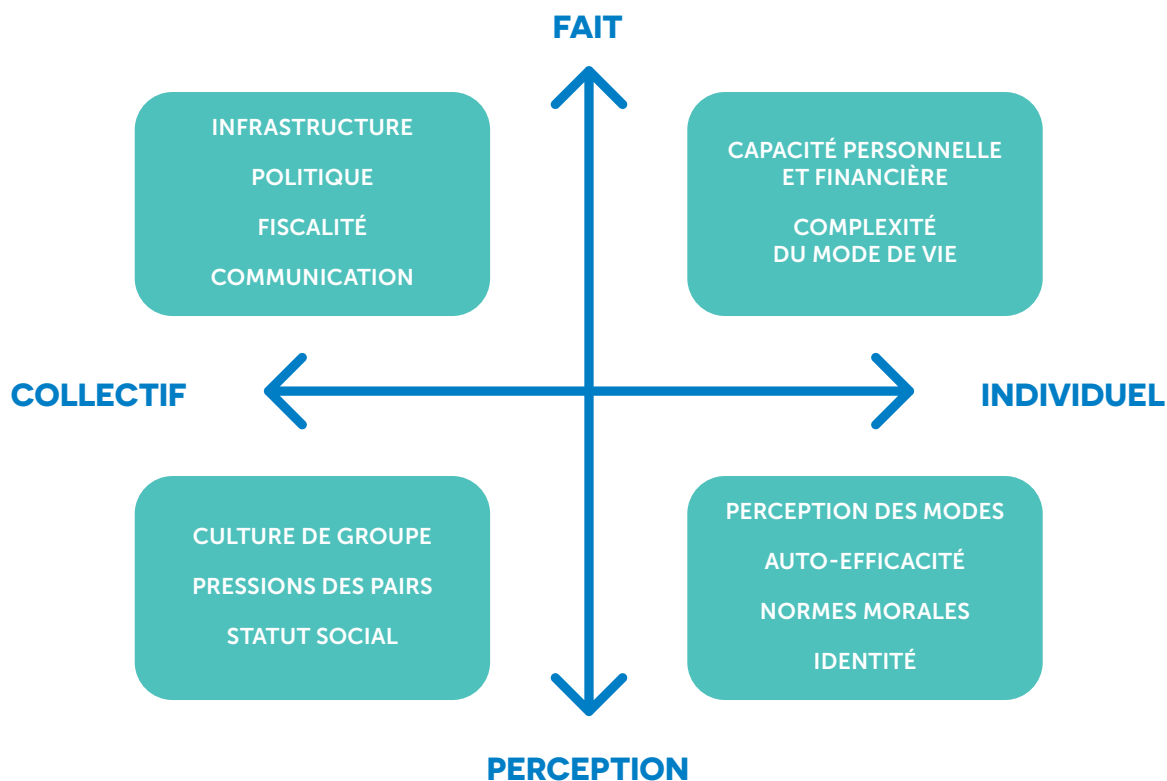 FAIT
INFRASTRUCTURE
POLITIQUE
FISCALITÉ
COMMUNICATION
CAPACITÉ PERSONNELLE
ET FINANCIÈRE
COMPLEXITÉ
DU MODE DE VIE
COLLECTIF
INDIVIDUEL
CULTURE DE GROUPE
PRESSIONS DES PAIRS
STATUT SOCIAL
PERCEPTION DES MODES
AUTO-EFFICACITÉ
NORMES MORALES
IDENTITÉ
PERCEPTION